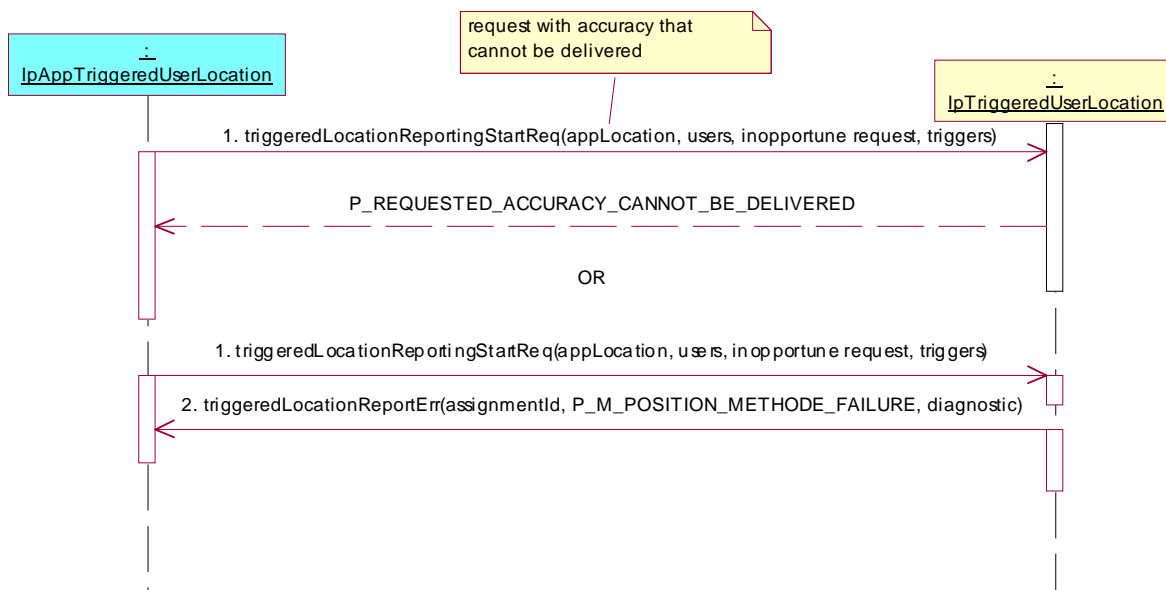 request with accuracy that
cannot be delivered
:
IpAppTriggeredUserLocation
:
IpTriggeredUserLocation
1. triggeredLocationReportingStartReq(appLocation, users, inopportune request, triggers)
P_REQUESTED_ACCURACY_CANNOT_BE_DELIVERED
OR
1. triggeredLocationReportingStartReq(appLocation, users, inopportune request, triggers)
2. triggeredLocationReportErr(assignmentId, P_M_POSITION_METHODE_FAILURE, diagnostic)